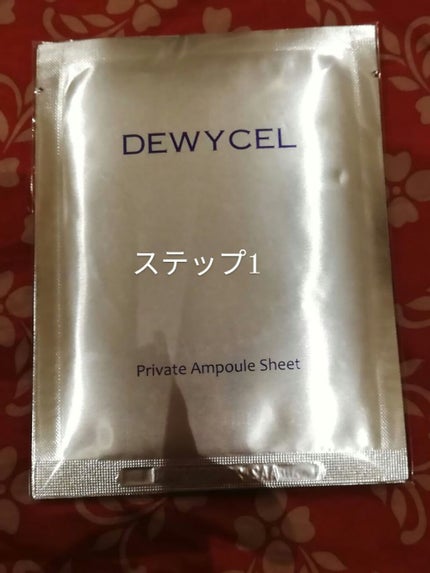 DEWYCEL
ステップ1
Private Ampoule Sheet